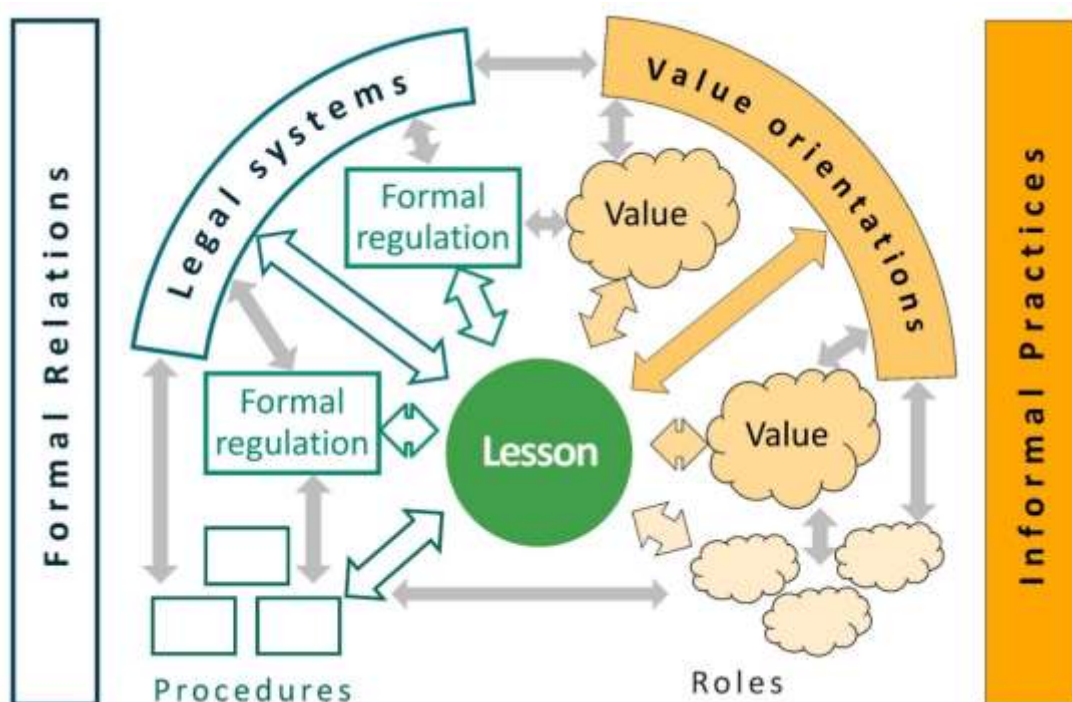 Formal Relations
Legal systems
Value orientations
Informal Practices
Formal
regulation
Value
Formal
regulation
Lesson
Value
Procedures
Roles